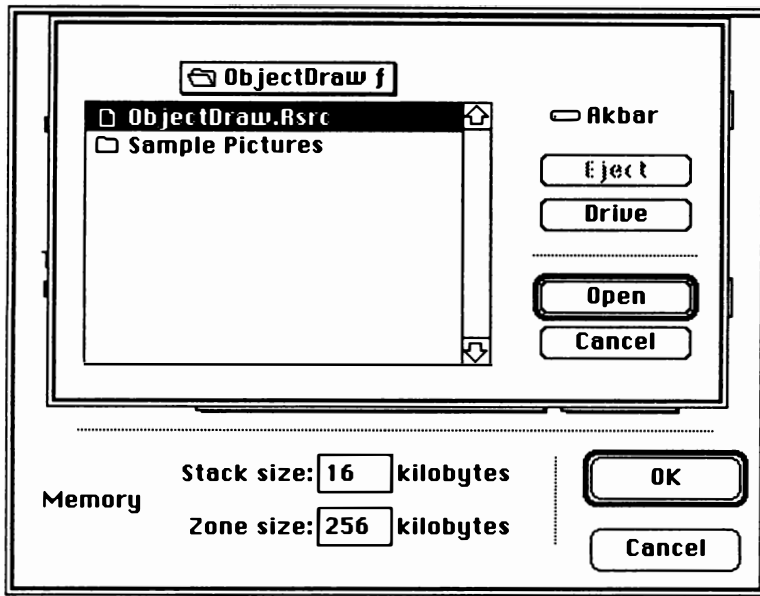 ObjectDraw ƒ
ObjectDraw.Rsrc
Sample Pictures
Akbar
Eject
Drive
Open
Cancel
Stack size: 16 kilobytes
Memory
Zone size: 256 kilobytes
OK
Cancel